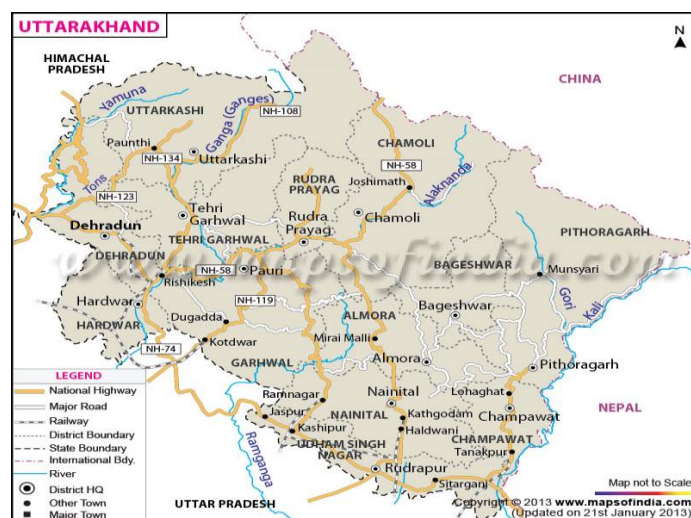 UTTARAKHAND
N
HIMACHAL
PRADESH
CHINA
Yamuna
UTTARKASHI
Ganga (Ganges)
NH-108
Paunthi
NH-134
Uttarkashi
CHAMOLI
NH-58
Joshimath
Alaknanda
RUDRA
PRAYAG
Tons
NH-123
Tehri
Garhwal
Rudra
Prayag
Chamoli
PITHORAGARH
Dehradun
TEHRI GARHWAL
DEHRADUN
www.mapsofindia.com
BAGESHWAR
Munsyari
NH-58
Pauri
Rishikesh
Gori
Kali
Hardwar
NH-119
Bageshwar
HARDWAR
Dugadda
ALMORA
Mirai Malli
NH-74
Kotdwar
GARHWAL
Almora
Pithoragarh
LEGEND
National Highway
Major Road
Railway
District Boundary
State Boundary
International Bdy.
River
District HQ
Other Town
Major Town
Ramnagar
Nainital
Lohaghat
NEPAL
Jaspur
NAINITAL
Kathgodam
Champawat
Kashipur
Haldwani
UDHAM SINGH
NAGAR
CHAMPAWAT
Tanakpur
Ramganga
Rudrapur
Sitarganj
UTTAR PRADESH
Map not to Scale
Copyright © 2013 www.mapsofindia.com
(Updated on 21st January 2013)